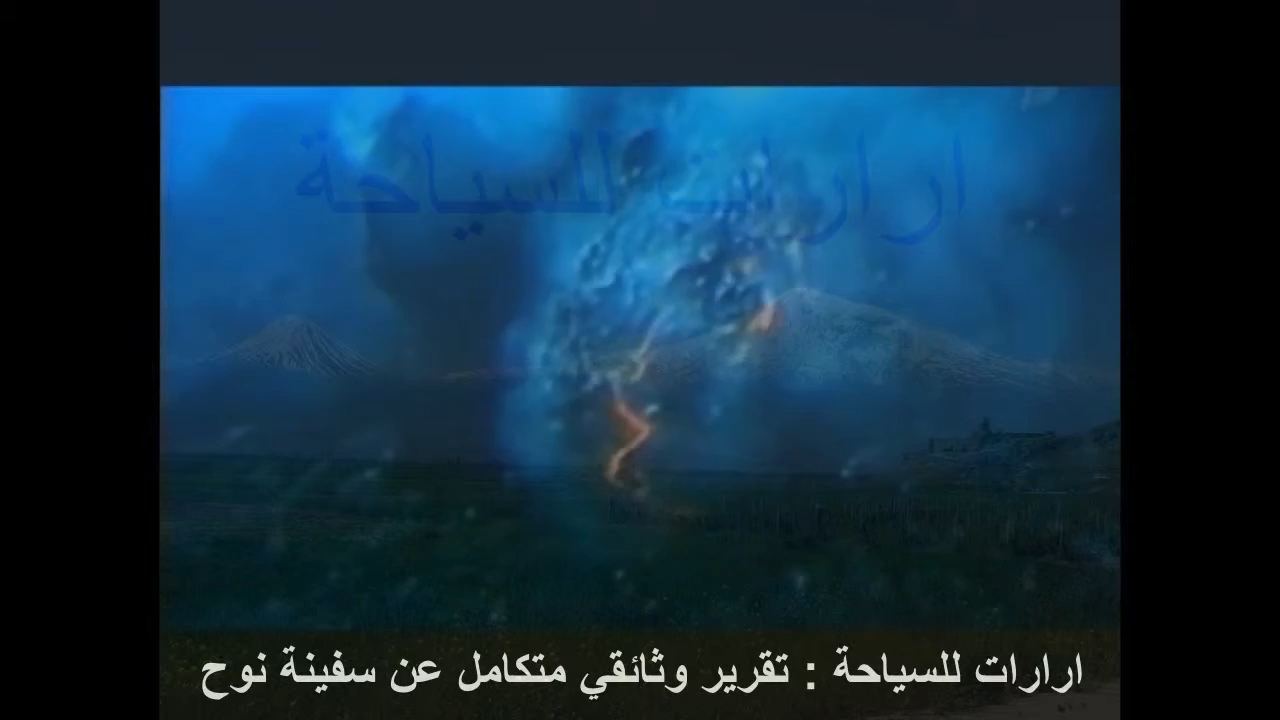 ارارات للسياحة
ارارات للسياحة : تقرير وثائقي متكامل عن سفينة نوح